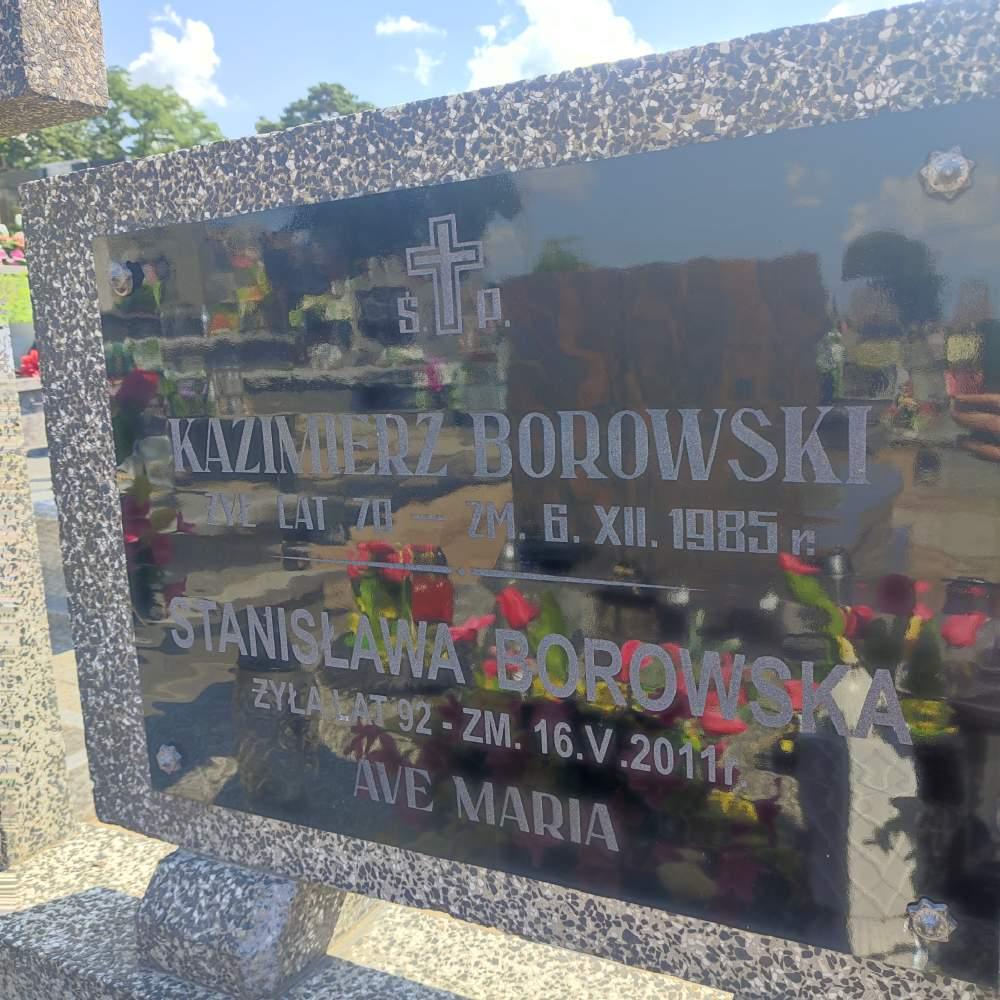 Ś. P.
KAZIMIERZ BOROWSKI
ŻYŁ LAT 70 — ZM. 6. XII. 1985 r.
STANISŁAWA BOROWSKA
ŻYŁA LAT 92 - ZM. 16.V.2011r.
AVE MARIA